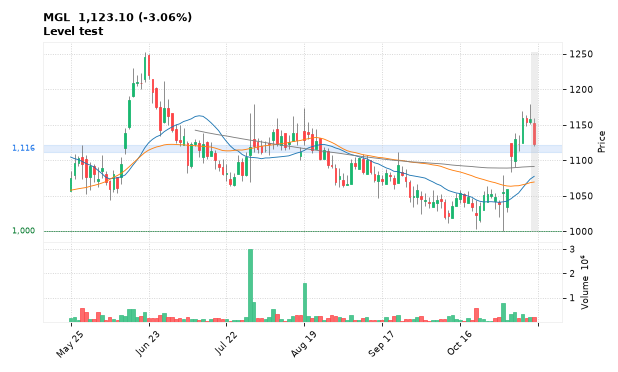 MGL 1,123.10 (-3.06%)
Level test
1250
1200
1150
1,116
1100
1050
1,000
1000
Price
3
2
1
Volume 10⁶
May 25
Jun 23
Jul 22
Aug 19
Sep 17
Oct 16